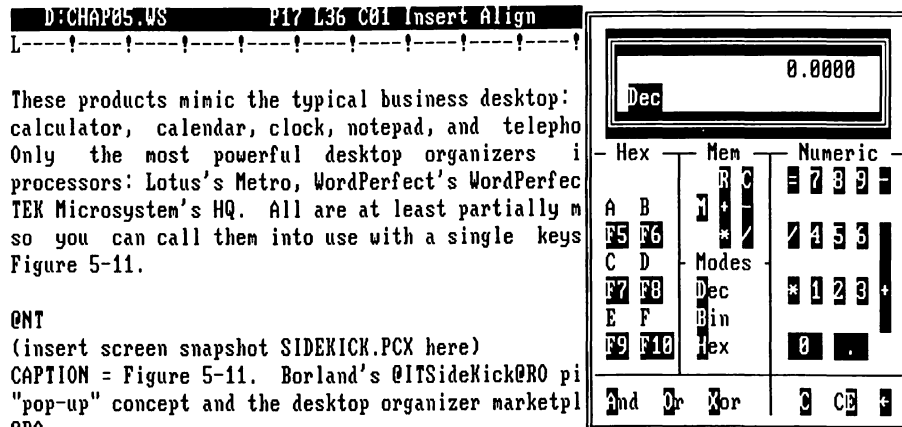 D:CHAP05.WS P17 L36 C01 Insert Align
L----!----!----!----!----!----!----!----!----!----!
These products mimic the typical business desktop:
calculator, calendar, clock, notepad, and telepho
Only the most powerful desktop organizers i
processors: Lotus's Metro, WordPerfect's WordPerfec
TEK Microsystem's HQ. All are at least partially m
so you can call them into use with a single keys
Figure 5-11.
@NT
(insert screen snapshot SIDEKICK.PCX here)
CAPTION = Figure 5-11. Borland's @ITSideKick@RO pi
"pop-up" concept and the desktop organizer marketpl
0.0000
Dec
Hex Mem Numeric
R C = 7 8 9 -
A B M + -
F5 F6 * / / 4 5 6
C D Modes
F7 F8 Dec * 1 2 3 +
E F Bin
F9 F10 Hex 0 .
And Or Xor C CE ←